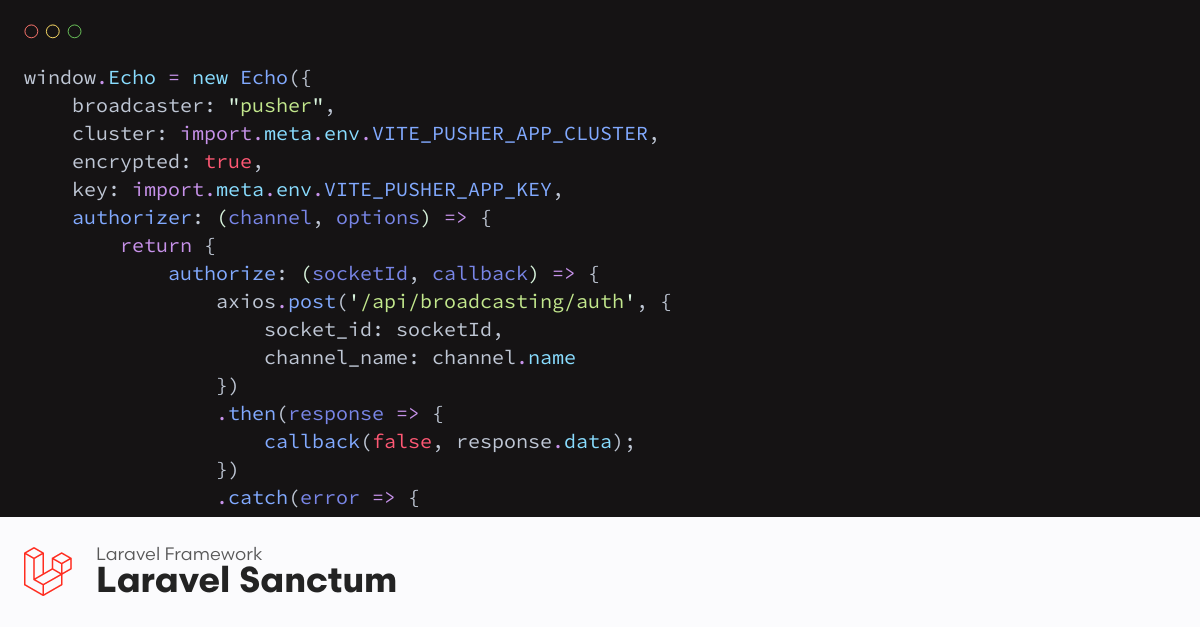 window.Echo = new Echo({
    broadcaster: "pusher",
    cluster: import.meta.env.VITE_PUSHER_APP_CLUSTER,
    encrypted: true,
    key: import.meta.env.VITE_PUSHER_APP_KEY,
    authorizer: (channel, options) => {
        return {
            authorize: (socketId, callback) => {
                axios.post('/api/broadcasting/auth', {
                    socket_id: socketId,
                    channel_name: channel.name
                })
                .then(response => {
                    callback(false, response.data);
                })
                .catch(error => {
Laravel Framework
Laravel Sanctum